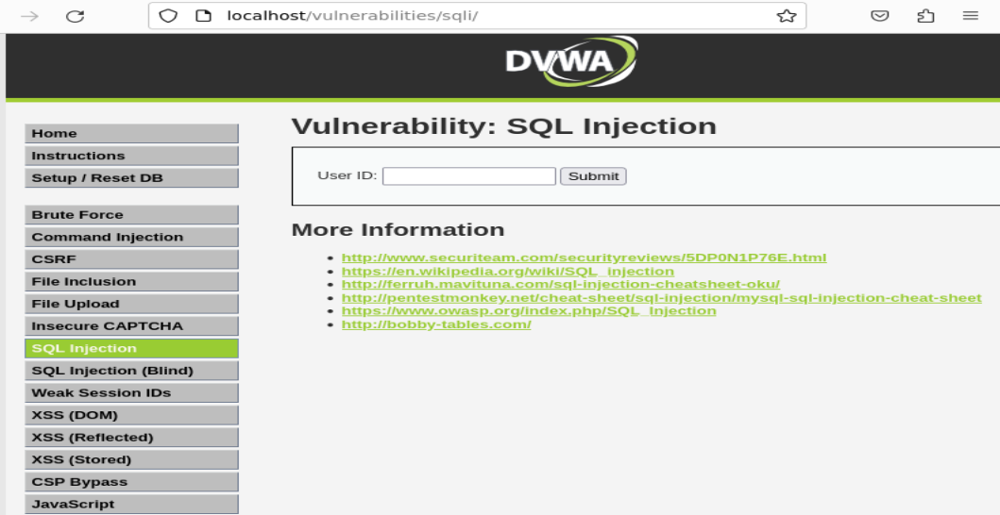 localhost/vulnerabilities/sqli/
DVWA
Home
Instructions
Setup / Reset DB
Brute Force
Command Injection
CSRF
File Inclusion
File Upload
Insecure CAPTCHA
SQL Injection
SQL Injection (Blind)
Weak Session IDs
XSS (DOM)
XSS (Reflected)
XSS (Stored)
CSP Bypass
JavaScript
Vulnerability: SQL Injection
User ID: Submit
More Information
http://www.securiteam.com/securityreviews/5DP0N1P76E.html
https://en.wikipedia.org/wiki/SQL_injection
http://ferruh.mavituna.com/sql-injection-cheatsheet-oku/
http://pentestmonkey.net/cheat-sheet/sql-injection/mysql-sql-injection-cheat-sheet
https://www.owasp.org/index.php/SQL_Injection
http://bobby-tables.com/